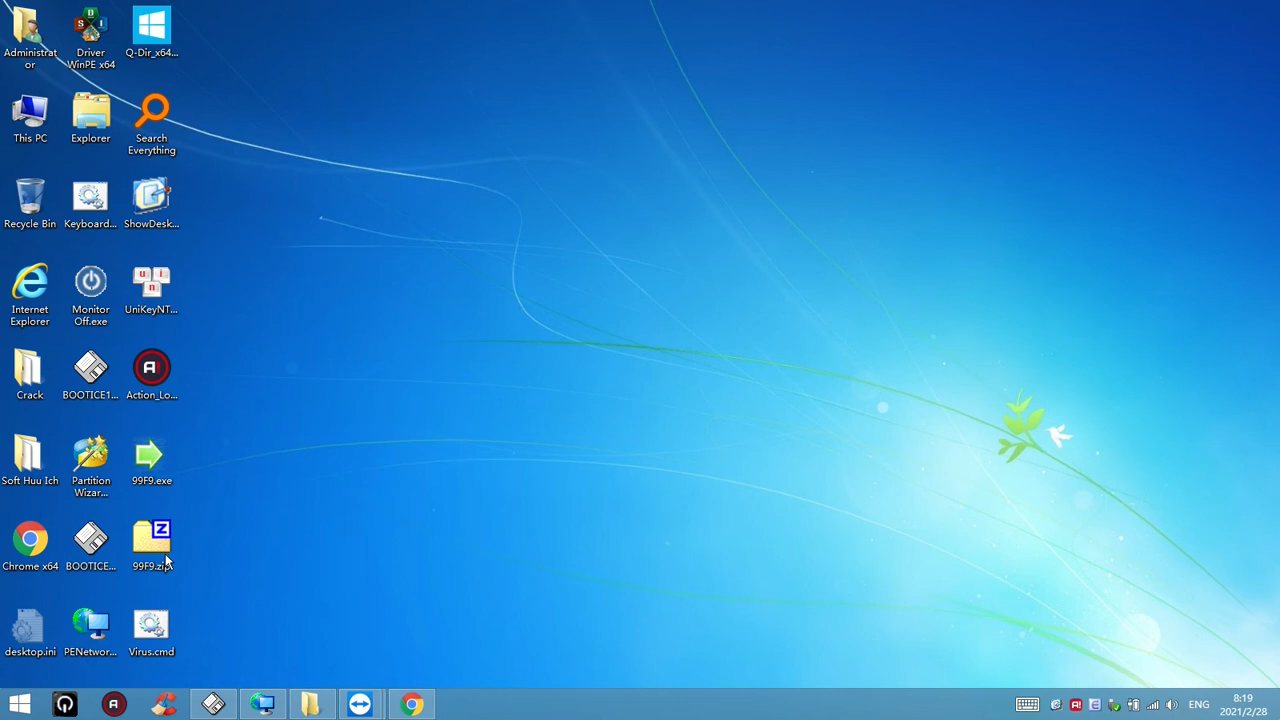 Administrat
or
Driver
WinPE x64
Q-Dir_x64...
This PC
Explorer
Search
Everything
Recycle Bin
Keyboard...
ShowDesk...
Internet
Explorer
Monitor
Off.exe
UniKeyNT...
Crack
BOOTICE1...
Action_Lo...
Soft Huu Ich
Partition
Wizar...
99F9.exe
Chrome x64
BOOTICE...
99F9.zip
desktop.ini
PENetwor...
Virus.cmd
ENG
8:19
2021/2/28